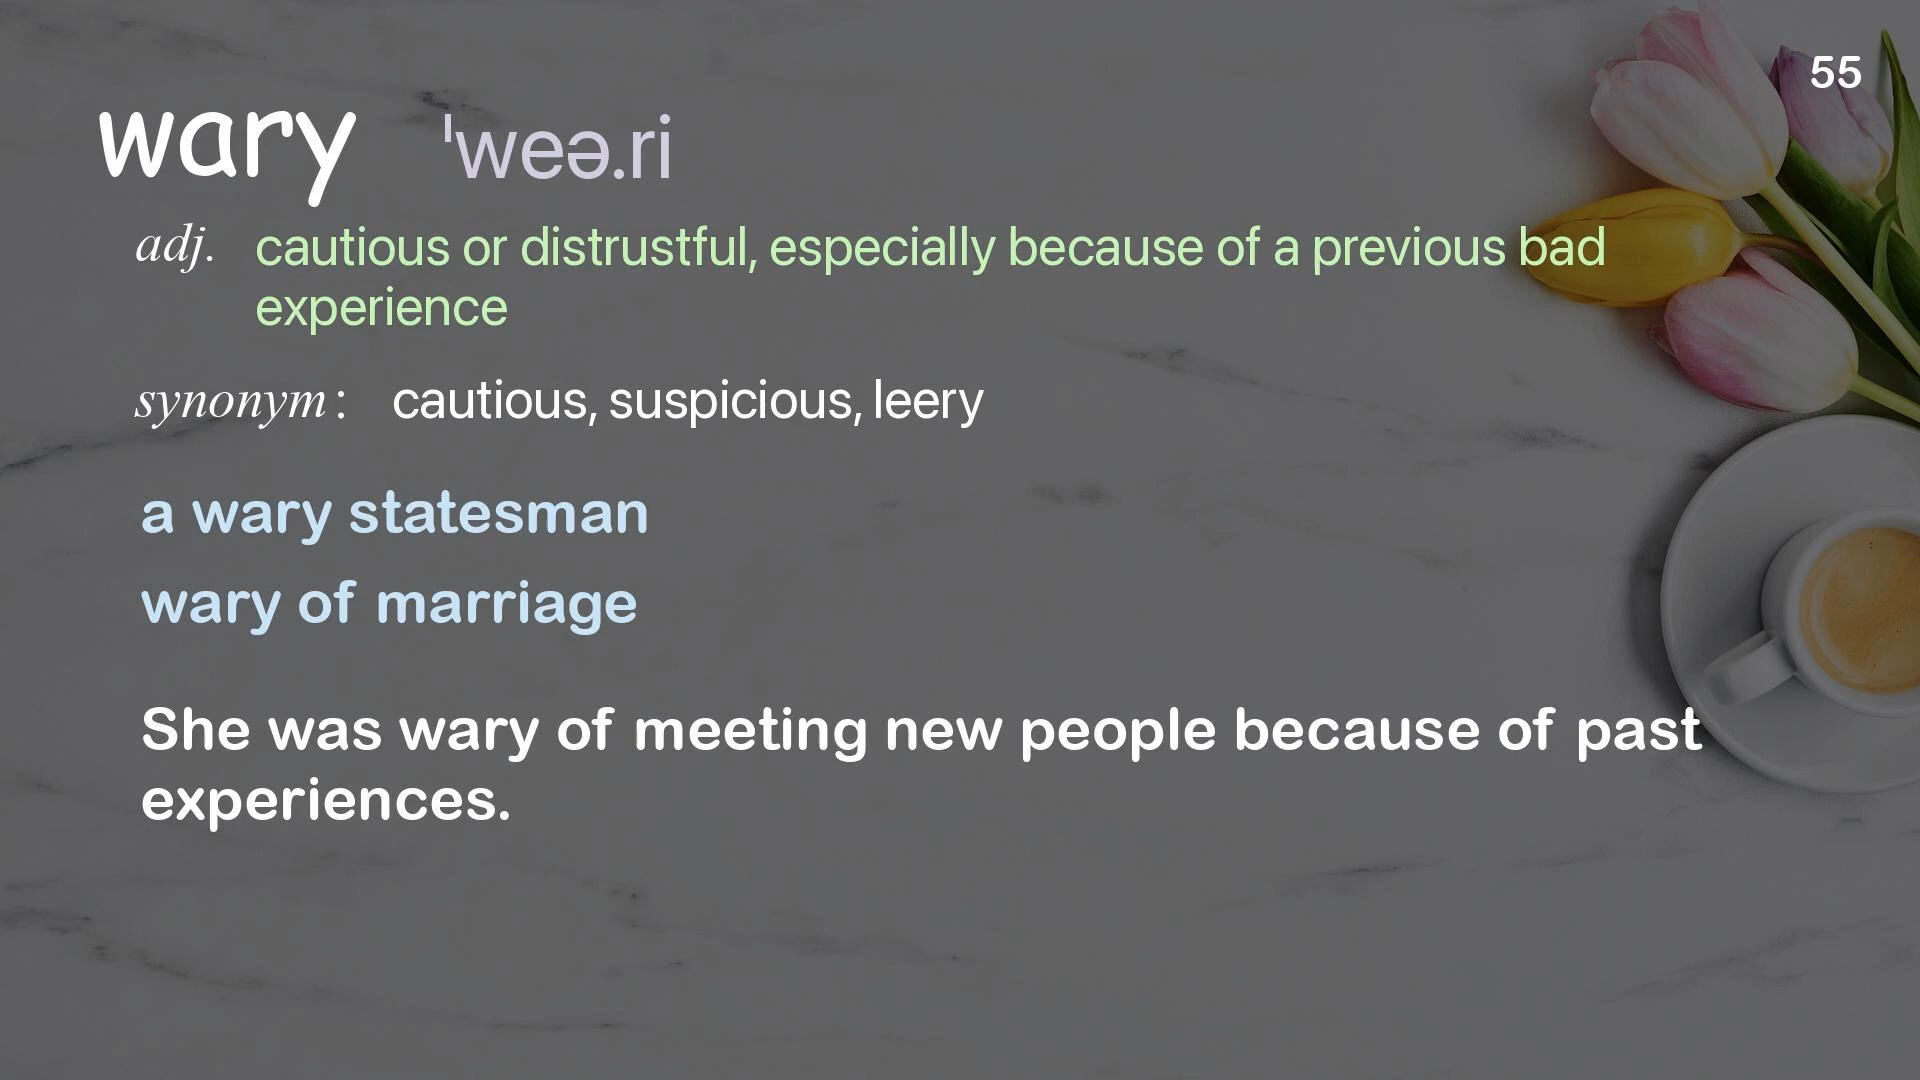 55
wary ˈweə.ri
adj. cautious or distrustful, especially because of a previous bad
experience
synonym : cautious, suspicious, leery
a wary statesman
wary of marriage
She was wary of meeting new people because of past
experiences.